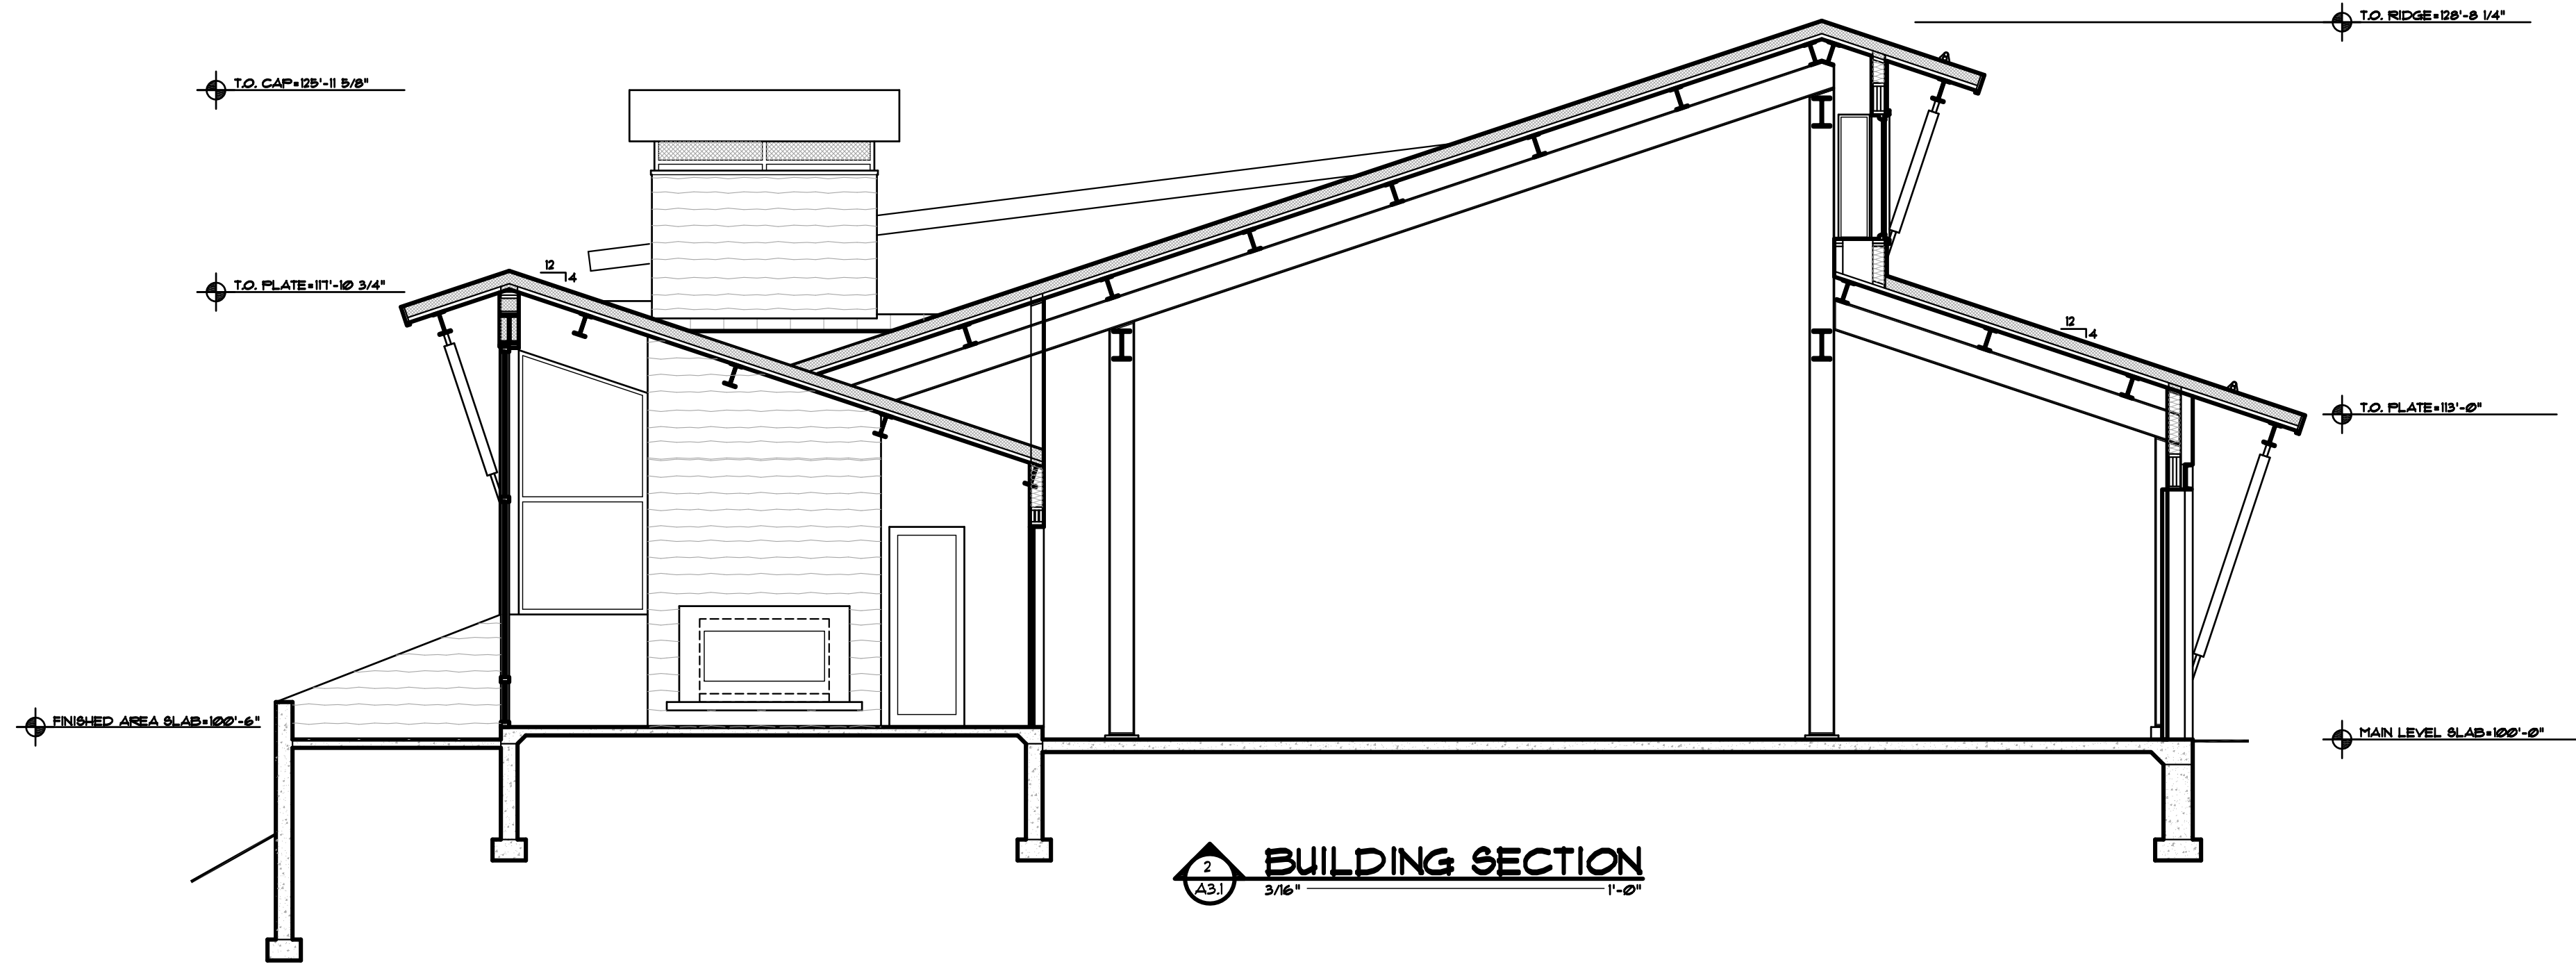 T.O. RIDGE=128'-8 1/4"
T.O. CAP=125'-11 5/8"
12
4
T.O. PLATE=117'-10 3/4"
12
4
T.O. PLATE=113'-0"
FINISHED AREA SLAB=100'-6"
MAIN LEVEL SLAB=100'-0"
2
A3.1
BUILDING SECTION
3/16" 1'-0"